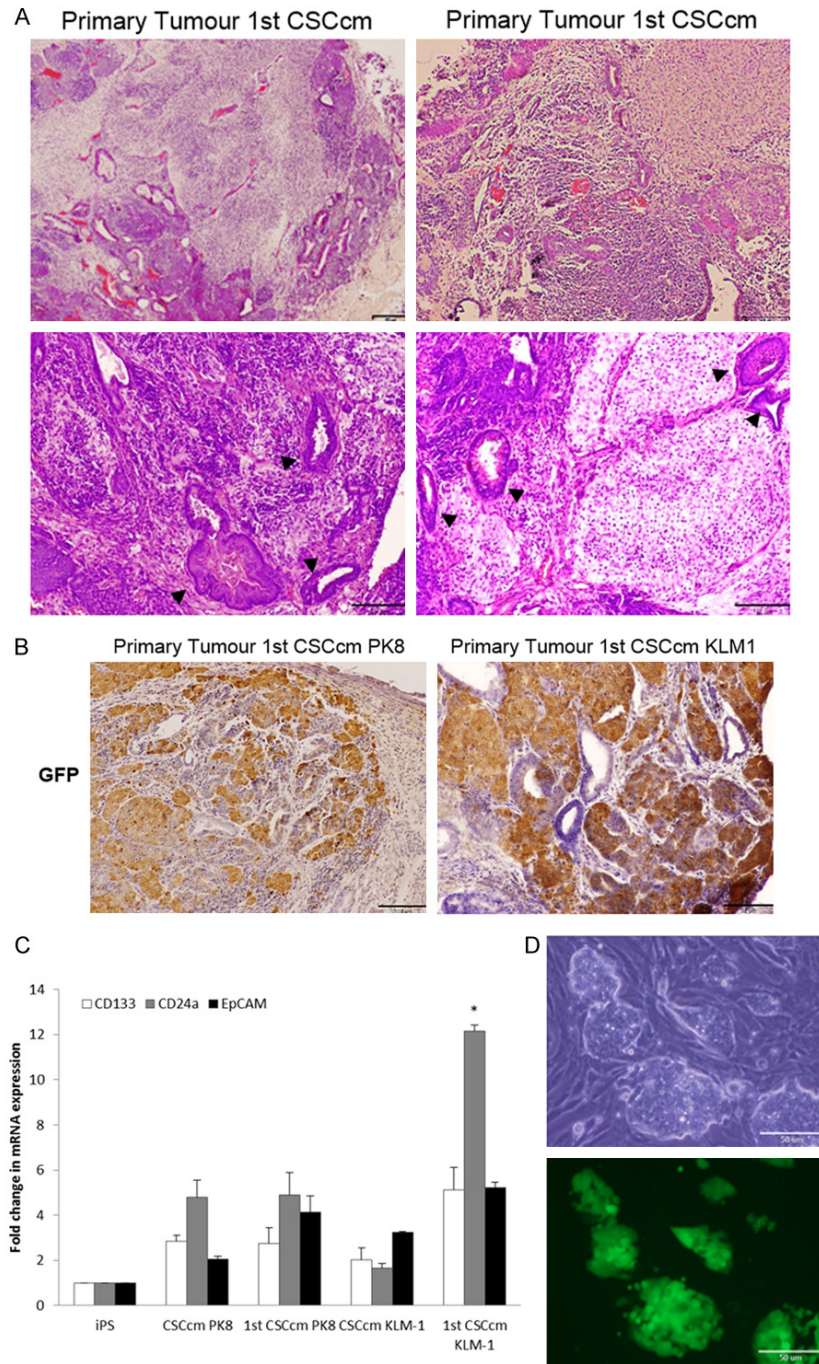 A
Primary Tumour 1st CSCcm
Primary Tumour 1st CSCcm
B
Primary Tumour 1st CSCcm PK8
Primary Tumour 1st CSCcm KLM1
GFP
C
D
14
12
10
8
6
4
2
0
Fold change in mRNA expression
CD133 CD24a EpCAM
*
iPS CSCcm PK8 1st CSCcm PK8 CSCcm KLM-1 1st CSCcm
KLM-1
50 um
50 um